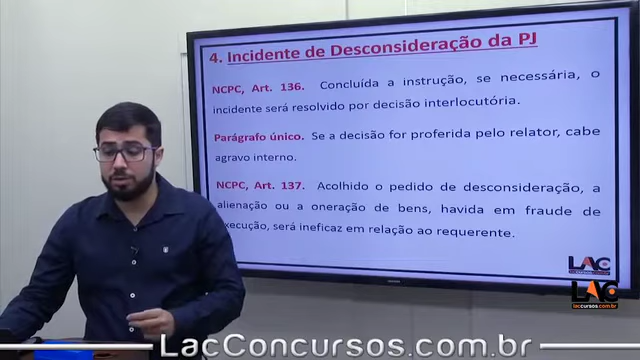 4. Incidente de Desconsideração da PJ
NCPC, Art. 136. Concluída a instrução, se necessária, o
incidente será resolvido por decisão interlocutória.
Parágrafo único. Se a decisão for proferida pelo relator, cabe
agravo interno.
NCPC, Art. 137. Acolhido o pedido de desconsideração, a
alienação ou a oneração de bens, havida em fraude de
execução, será ineficaz em relação ao requerente.
LAC
LAC
laccursos.com.br
LacConcursos.com.br